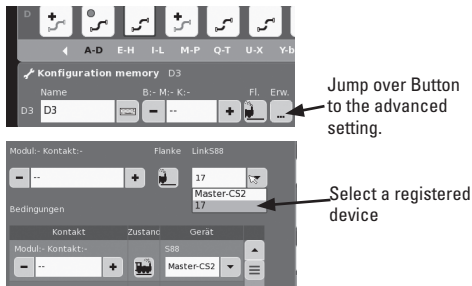 D
A-D E-H I-L M-P Q-T U-X Y-b
Konfiguration memory D3
Name B:- M:- K:- Fl. Erw.
D3 D3 - -- + ...
Jump over Button
to the advanced
setting.
Modul:- Kontakt:- Flanke LinkS88
- -- + 17
Master-CS2
17
Select a registered
device
Bedingungen
Kontakt Zustand Gerät
Modul:- Kontakt:- S88
- -- + Master-CS2